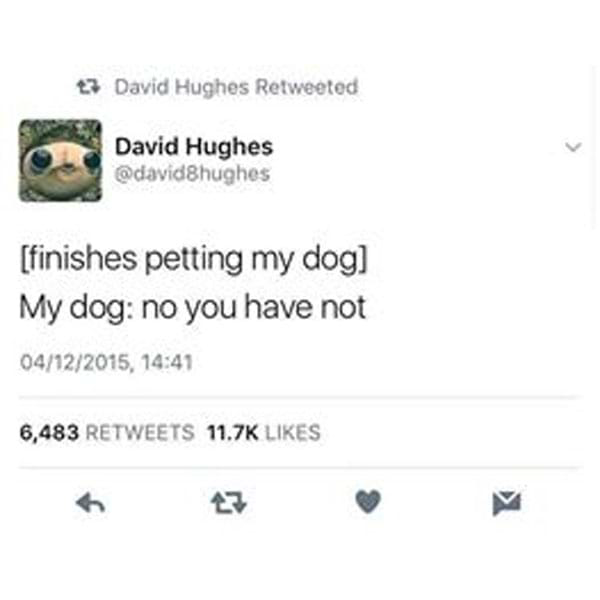 David Hughes Retweeted
David Hughes
@david8hughes
[finishes petting my dog]
My dog: no you have not
04/12/2015, 14:41
6,483 RETWEETS 11.7K LIKES